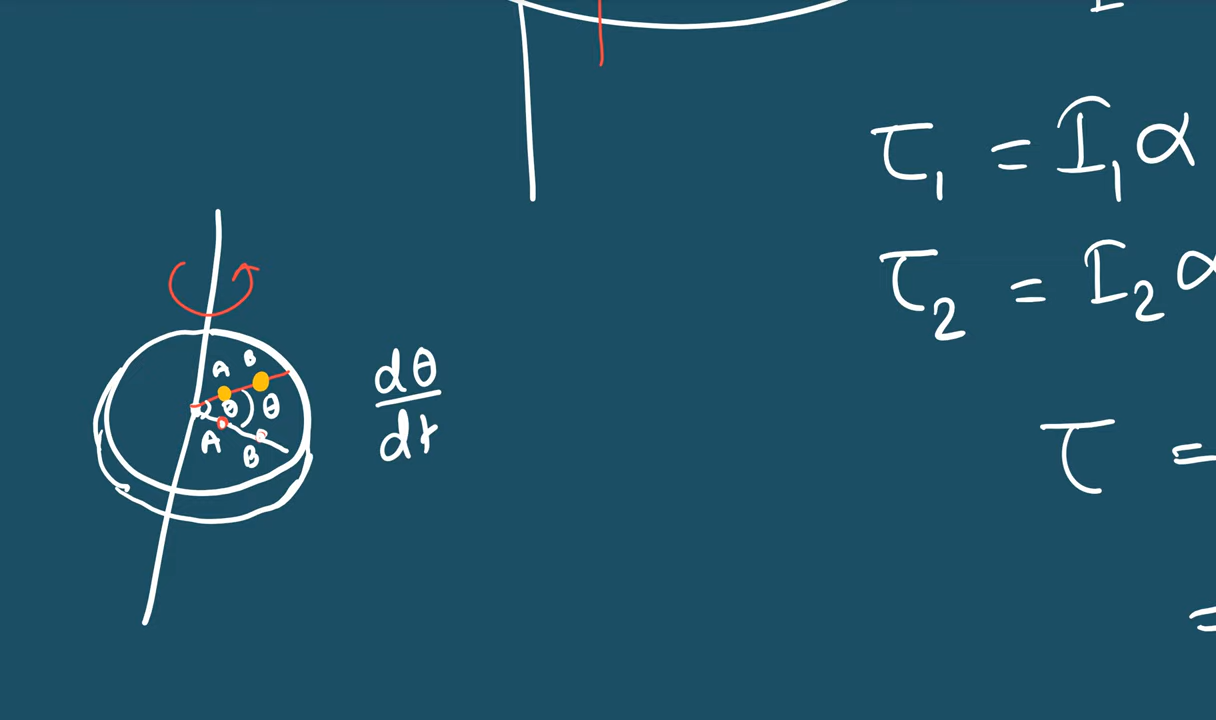 I
τ₁ = I₁α
τ₂ = I₂α
A B
θ θ
A B
dθ
dt
τ =
=